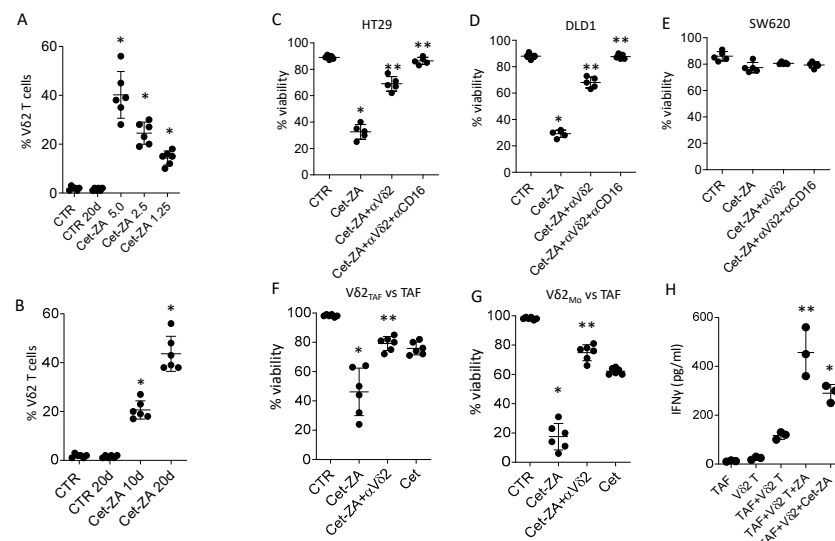 A
% Vδ2 T cells
60
40
20
0
*
*
*
CTR
CTR 20d
Cet-ZA 5.0
Cet-ZA 2.5
Cet-ZA 1.25
B
% Vδ2 T cells
60
40
20
0
*
*
CTR
CTR 20d
Cet-ZA 10d
Cet-ZA 20d
C
HT29
% viability
100
80
60
40
20
0
*
**
**
CTR
Cet-ZA
Cet-ZA+αVδ2
Cet-ZA+αVδ2+αCD16
D
DLD1
% viability
100
80
60
40
20
0
*
**
**
CTR
Cet-ZA
Cet-ZA+αVδ2
Cet-ZA+αVδ2+αCD16
E
SW620
% viability
100
80
60
40
20
0
CTR
Cet-ZA
Cet-ZA+αVδ2
Cet-ZA+αVδ2+αCD16
F
Vδ2TAF vs TAF
% viability
100
80
60
40
20
0
*
**
CTR
Cet-ZA
Cet-ZA+αVδ2
Cet
G
Vδ2Mo vs TAF
% viability
100
80
60
40
20
0
*
**
CTR
Cet-ZA
Cet-ZA+αVδ2
Cet
H
IFNγ (pg/ml)
600
400
200
0
**
*
TAF
Vδ2 T
TAF+Vδ2 T
TAF+Vδ2 T+ZA
TAF+Vδ2+Cet-ZA